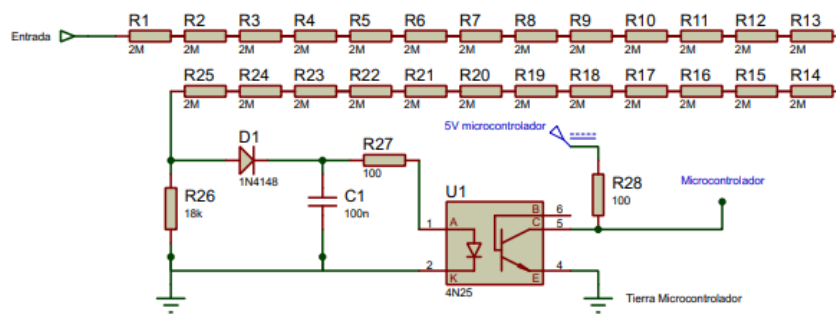 R1 R2 R3 R4 R5 R6 R7 R8 R9 R10 R11 R12 R13
Entrada
2M 2M 2M 2M 2M 2M 2M 2M 2M 2M 2M 2M 2M
R25 R24 R23 R22 R21 R20 R19 R18 R17 R16 R15 R14
2M 2M 2M 2M 2M 2M 2M 2M 2M 2M 2M 2M
5V microcontrolador
D1
R27
1N4148
100
R26
18k
C1
100n
U1
R28
100
Microcontrolador
1
A
B
6
C
5
2
K
E
4
4N25
Tierra Microcontrolador